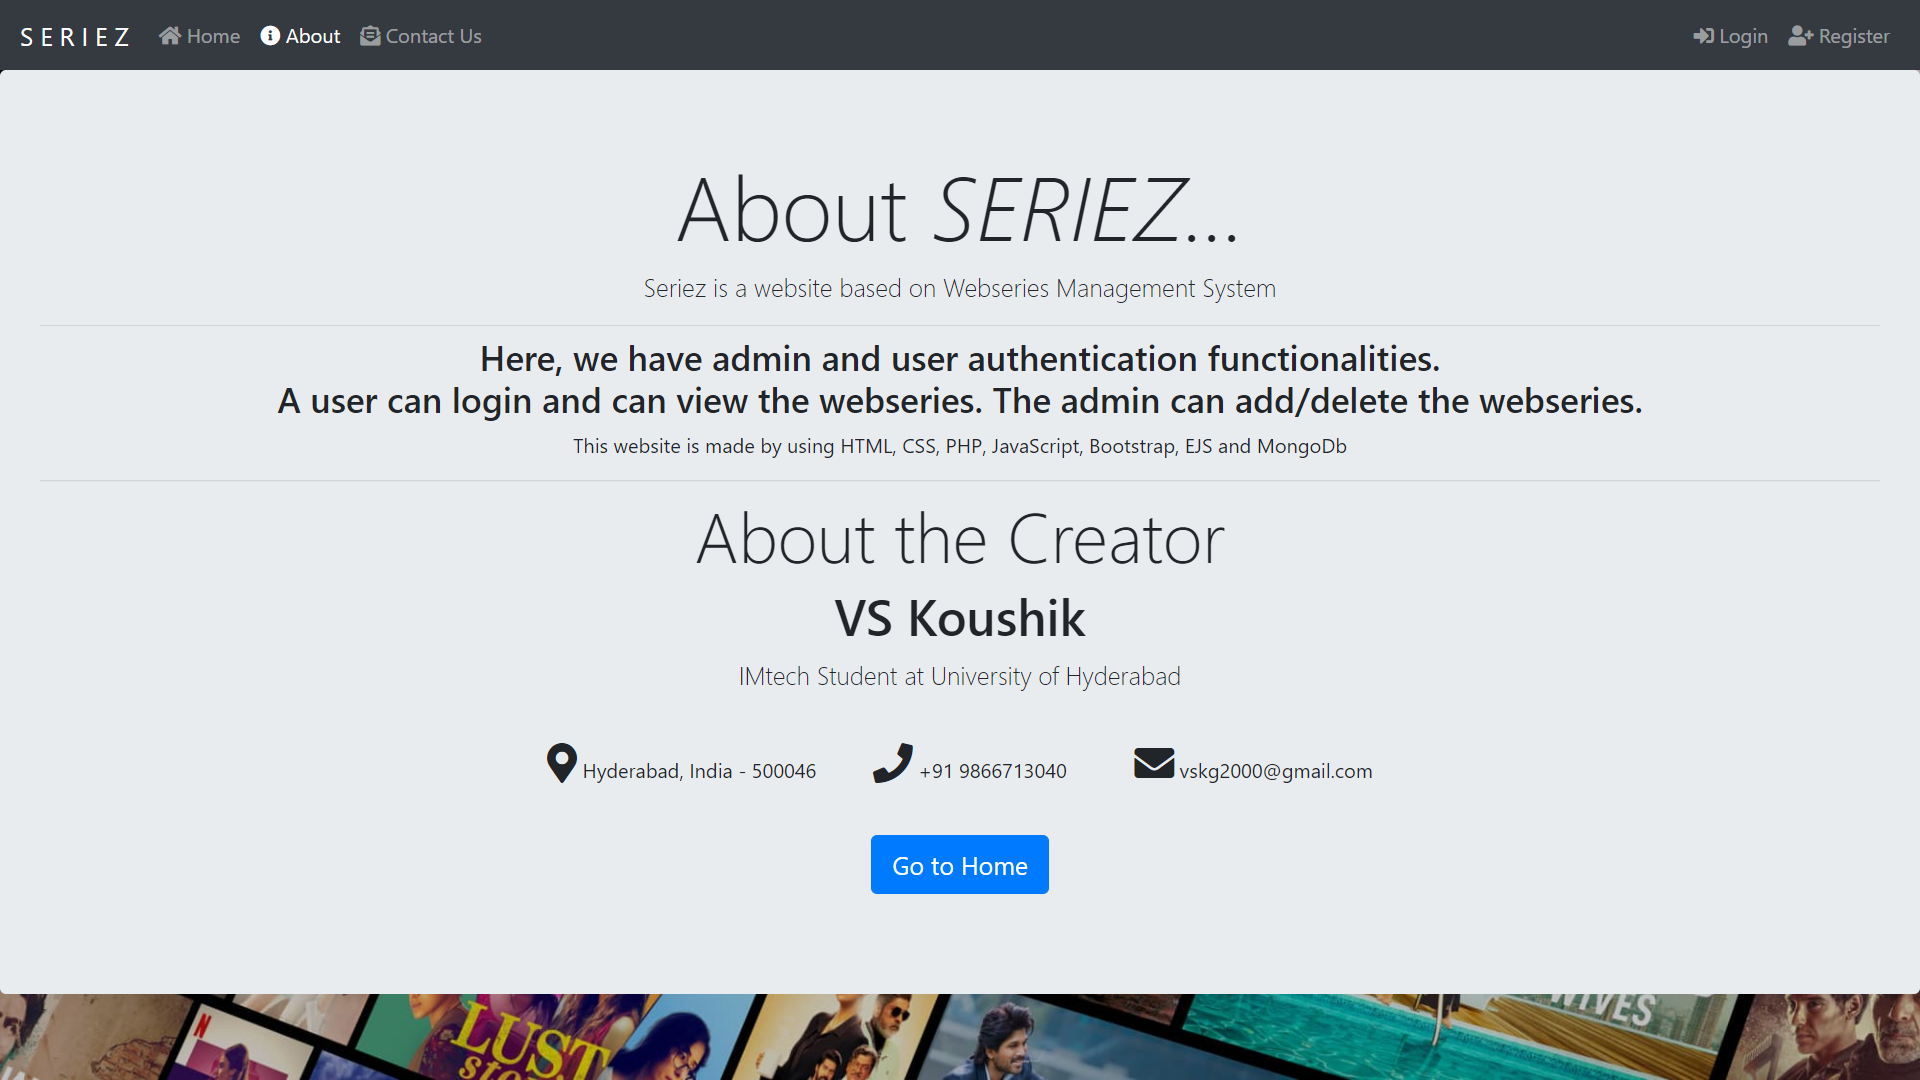 SERIEZ Home About Contact Us Login Register
About SERIEZ...
Seriez is a website based on Webseries Management System
Here, we have admin and user authentication functionalities.
A user can login and can view the webseries. The admin can add/delete the webseries.
This website is made by using HTML, CSS, PHP, JavaScript, Bootstrap, EJS and MongoDb
About the Creator
VS Koushik
IMtech Student at University of Hyderabad
Hyderabad, India - 500046 +91 9866713040 vskg2000@gmail.com
Go to Home
WIVES
N
LUST